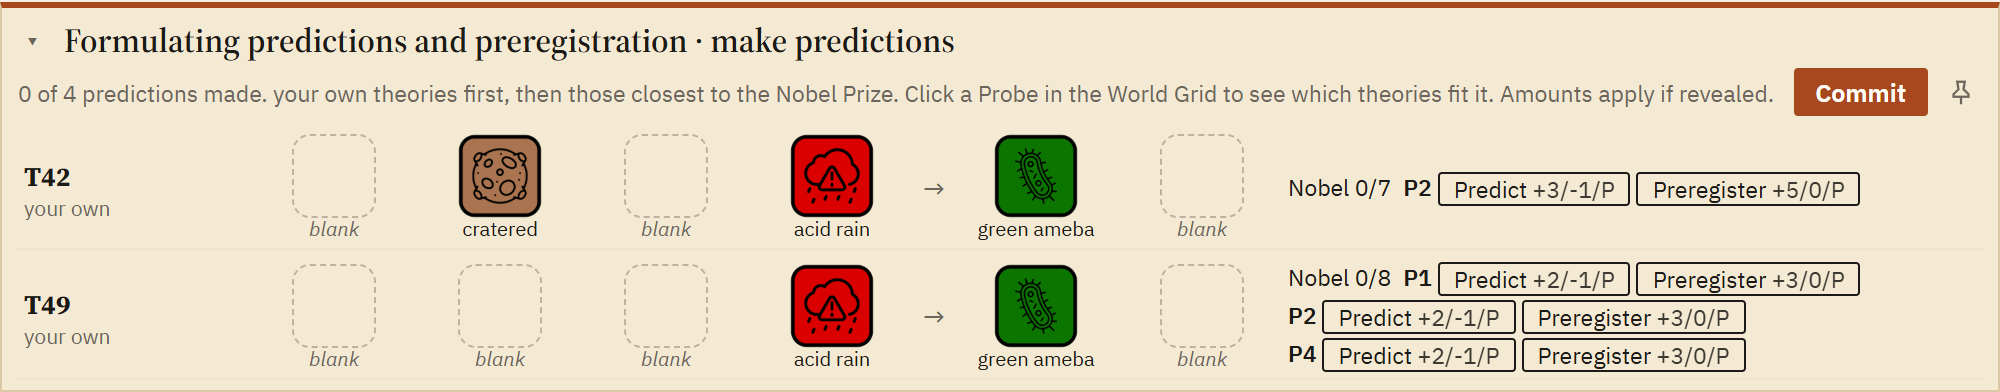 ▾ Formulating predictions and preregistration · make predictions
0 of 4 predictions made. your own theories first, then those closest to the Nobel Prize. Click a Probe in the World Grid to see which theories fit it. Amounts apply if revealed. Commit
T42
your own
blank cratered blank acid rain → green ameba blank
Nobel 0/7 P2 Predict +3/-1/P Preregister +5/0/P
T49
your own
blank blank blank acid rain → green ameba blank
Nobel 0/8 P1 Predict +2/-1/P Preregister +3/0/P
P2 Predict +2/-1/P Preregister +3/0/P
P4 Predict +2/-1/P Preregister +3/0/P